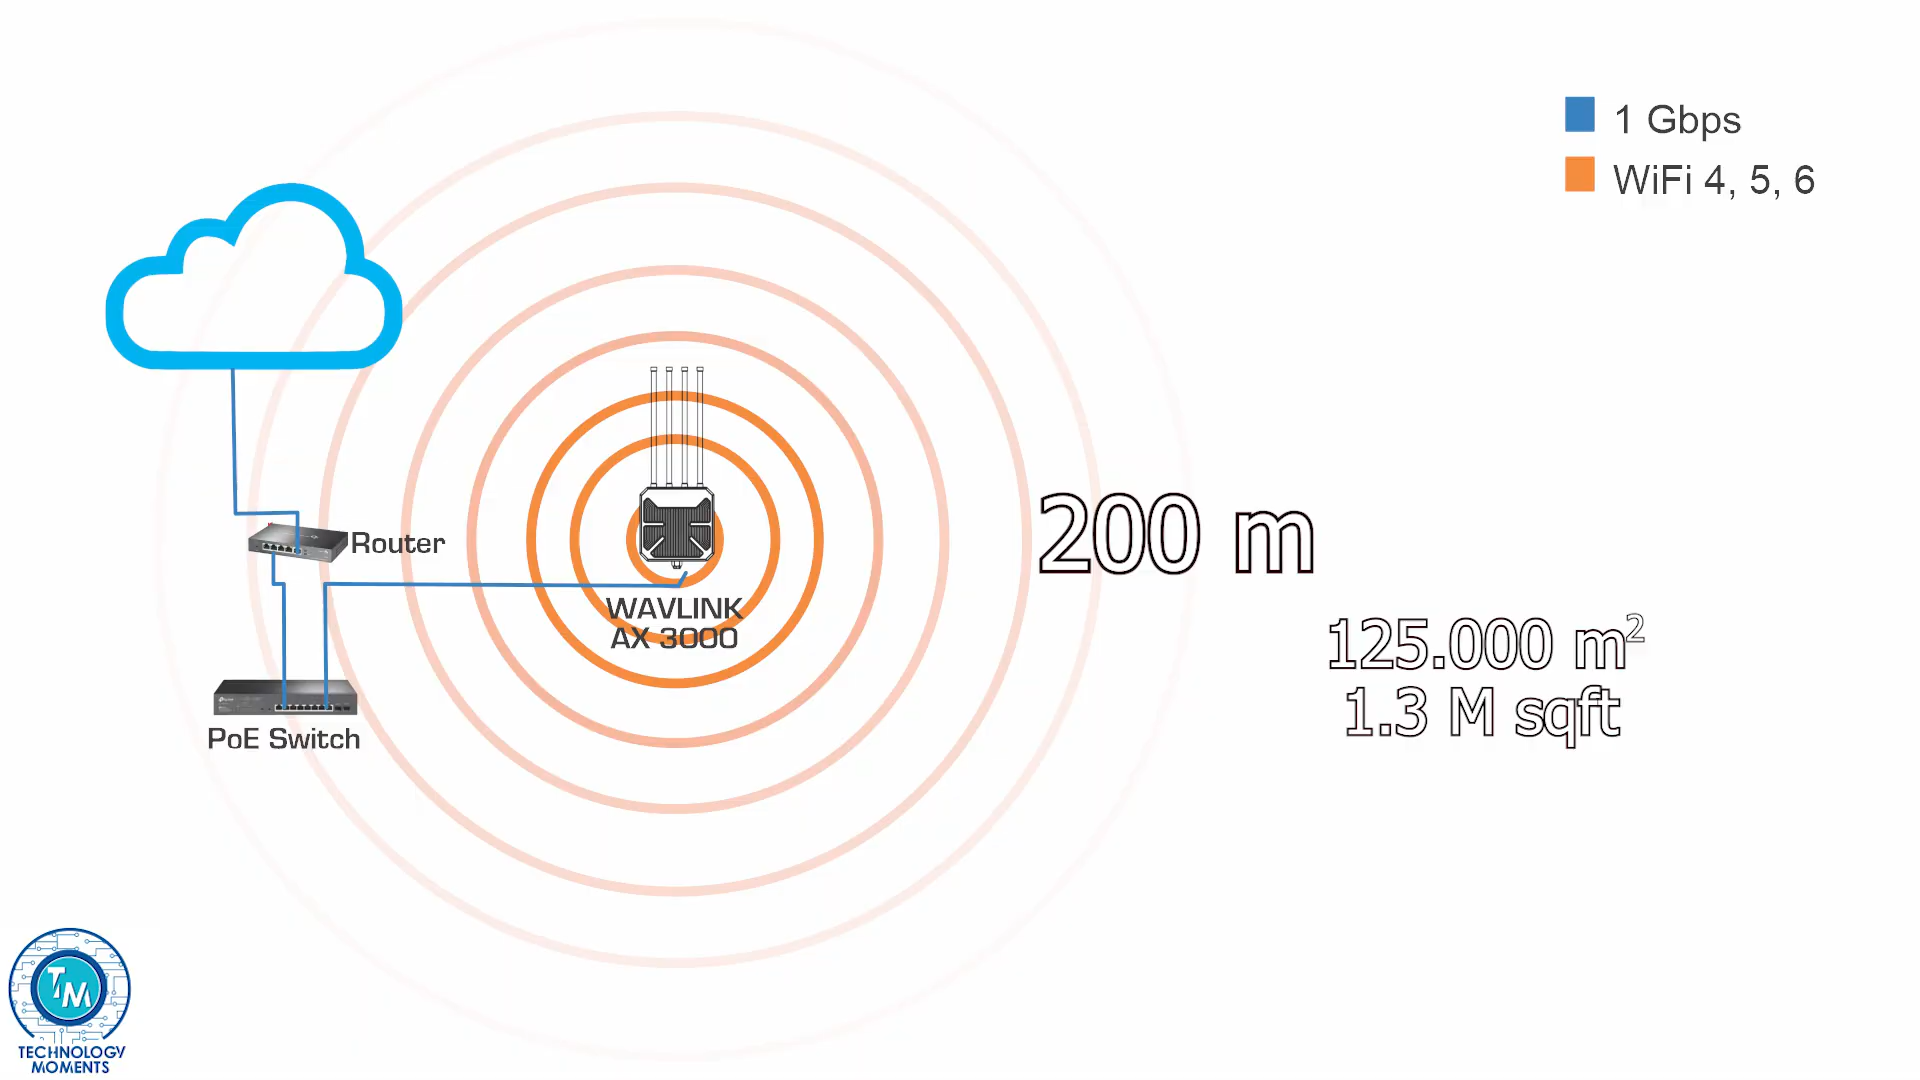 1 Gbps
WiFi 4, 5, 6
Router
WAVLINK
AX 3000
200 m
125.000 m²
1.3 M sqft
PoE Switch
TM
TECHNOLOGY
MOMENTS